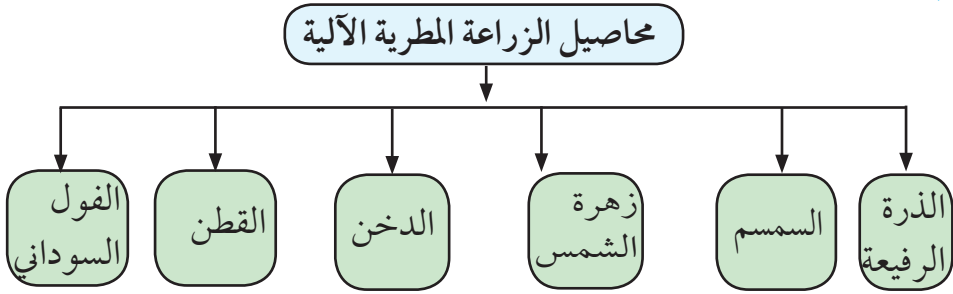 محاصيل الزراعة المطرية الآلية
الذرة
الرفيعة
السمسم
زهرة
الشمس
الدخن
القطن
الفول
السوداني